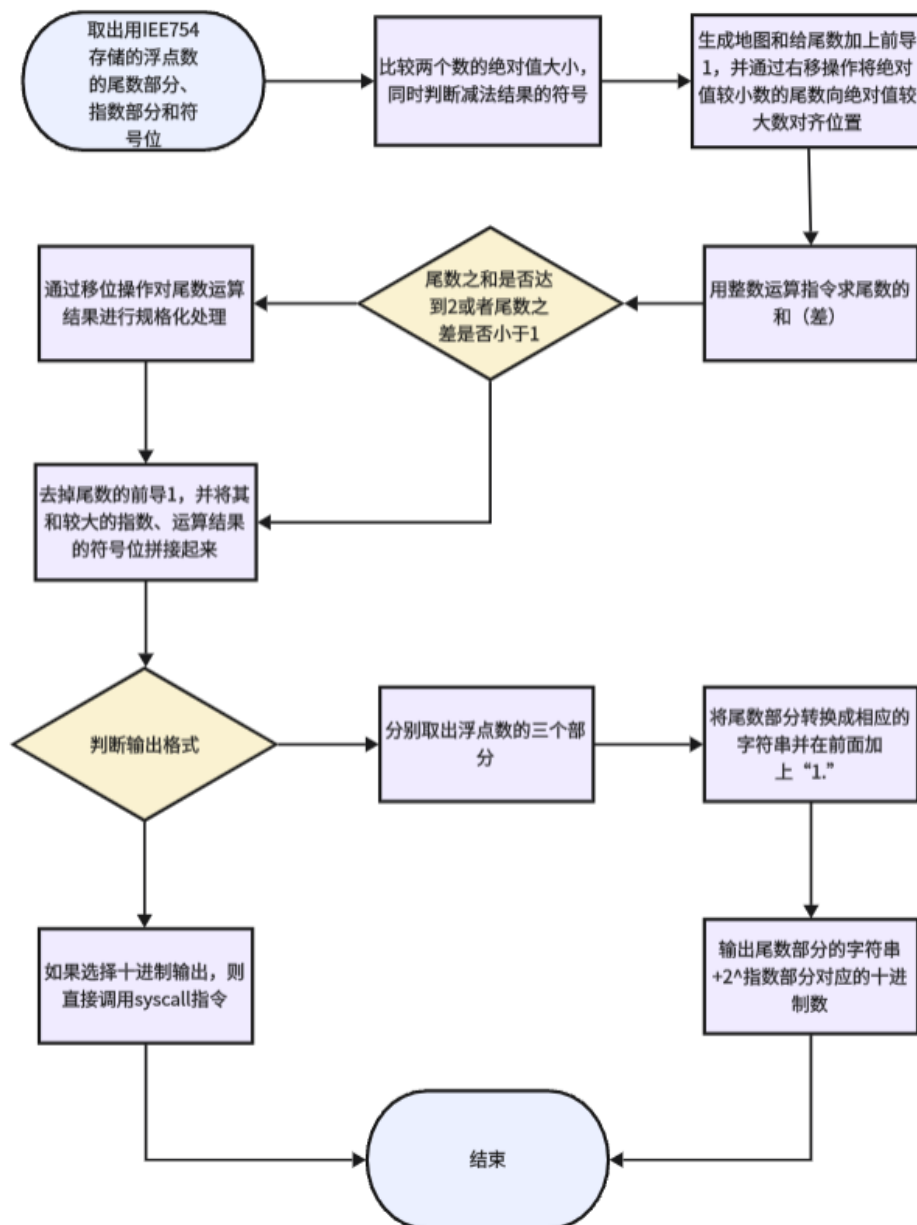 取出用IEE754
存储的浮点数
的尾数部分、
指数部分和符
号位
比较两个数的绝对值大小，
同时判断减法结果的符号
生成地图和给尾数加上前导
1，并通过右移操作将绝对
值较小数的尾数向绝对值较
大数对齐位置
用整数运算指令求尾数的
和（差）
尾数之和是否达
到2或者尾数之
差是否小于1
通过移位操作对尾数运算
结果进行规格化处理
去掉尾数的前导1，并将其
和较大的指数、运算结果
的符号位拼接起来
判断输出格式
分别取出浮点数的三个部
分
将尾数部分转换成相应的
字符串并在前面加
上“1.”
如果选择十进制输出，则
直接调用syscall指令
输出尾数部分的字符串
+2^指数部分对应的十进
制数
结束